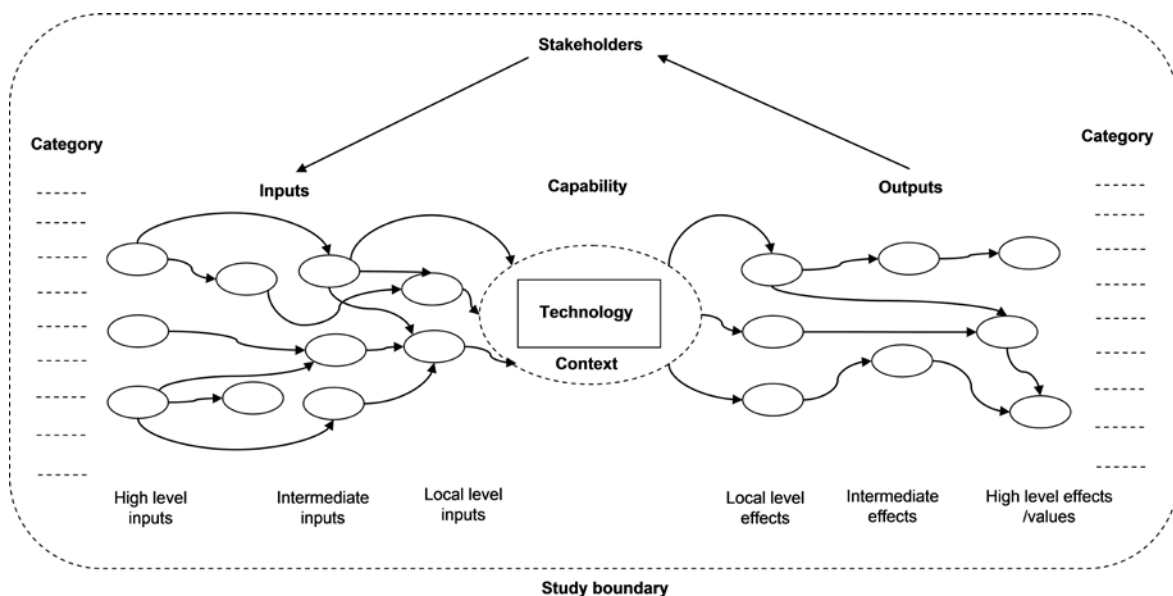 Stakeholders
Category
Category
Inputs
Capability
Outputs
Technology
Context
High level
inputs
Intermediate
inputs
Local level
inputs
Local level
effects
Intermediate
effects
High level effects
/values
Study boundary